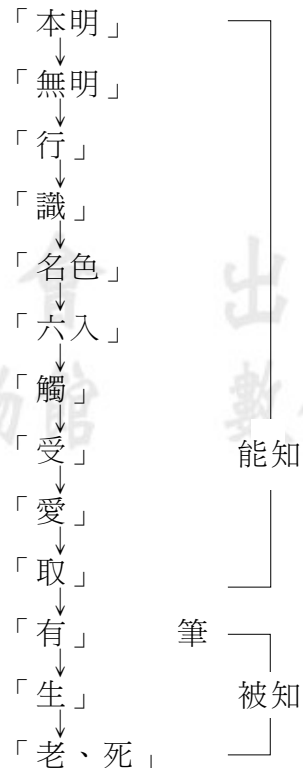 「本明」
「無明」
「行」
「識」
「名色」
「六入」
「觸」
「受」 能知
「愛」
「取」
「有」 筆
「生」 被知
「老、死」